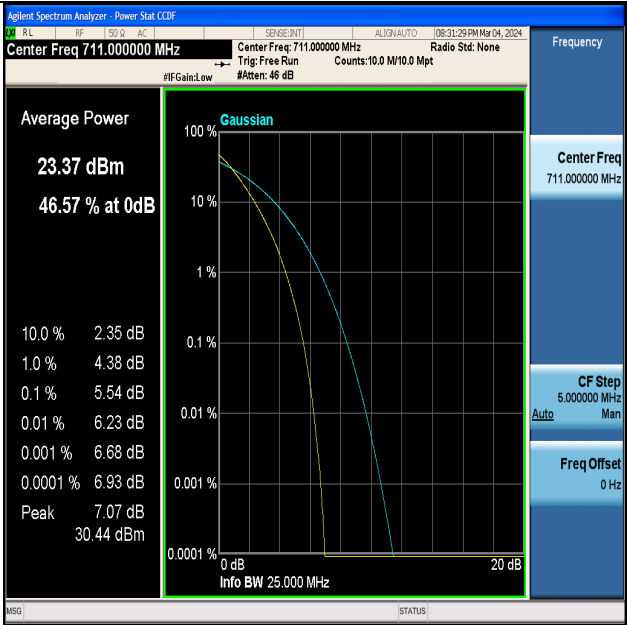 Agilent Spectrum Analyzer - Power Stat CCDF
LXI RL RF 50 Ω AC SENSE:INT ALIGN AUTO 08:31:29 PM Mar 04, 2024
Center Freq 711.000000 MHz
Center Freq: 711.000000 MHz Radio Std: None
Trig: Free Run Counts:10.0 M/10.0 Mpt
#IFGain:Low #Atten: 46 dB
Frequency
Average Power
23.37 dBm
46.57 % at 0dB
10.0 % 2.35 dB
1.0 % 4.38 dB
0.1 % 5.54 dB
0.01 % 6.23 dB
0.001 % 6.68 dB
0.0001 % 6.93 dB
Peak 7.07 dB
30.44 dBm
Gaussian
100 %
10 %
1 %
0.1 %
0.01 %
0.001 %
0.0001 %
0 dB 20 dB
Info BW 25.000 MHz
Center Freq
711.000000 MHz
CF Step
5.000000 MHz
Auto Man
Freq Offset
0 Hz
MSG STATUS